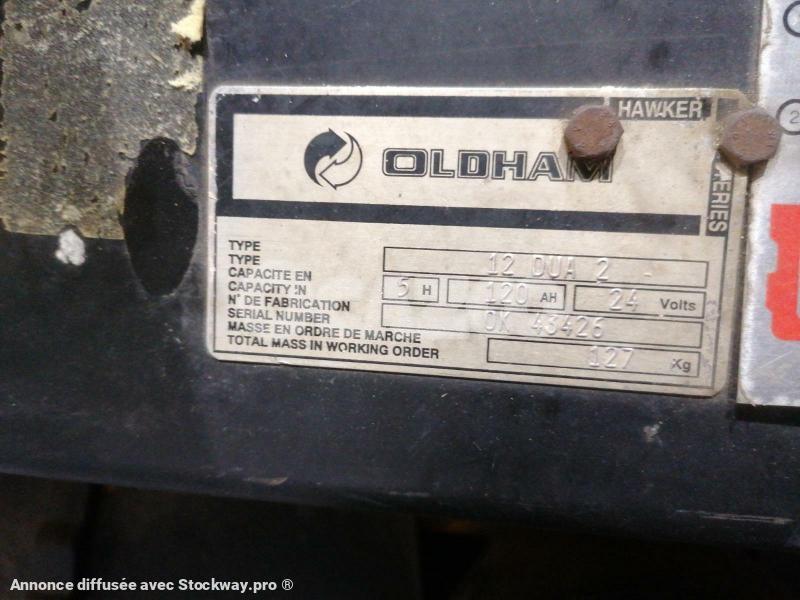 HAWKER
OLDHAM
TYPE
TYPE 12 DUA 2 -
CAPACITE EN
CAPACITY IN 5 H 120 AH 24 Volts
N° DE FABRICATION
SERIAL NUMBER OK 43426
MASSE EN ORDRE DE MARCHE
TOTAL MASS IN WORKING ORDER 127 Kg
2
Annonce diffusée avec Stockway.pro ®